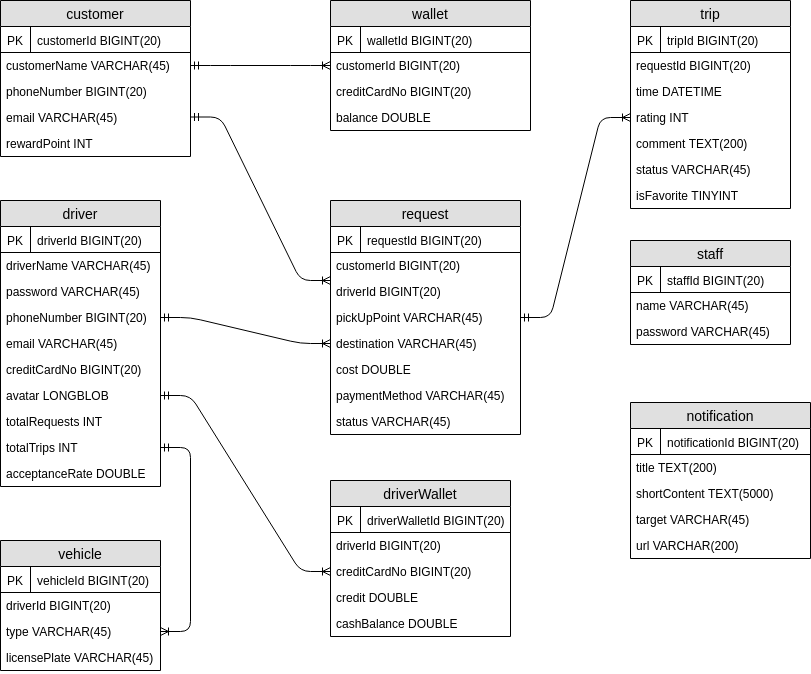 customer
PK customerId BIGINT(20)
customerName VARCHAR(45)
phoneNumber BIGINT(20)
email VARCHAR(45)
rewardPoint INT
wallet
PK walletId BIGINT(20)
customerId BIGINT(20)
creditCardNo BIGINT(20)
balance DOUBLE
trip
PK tripId BIGINT(20)
requestId BIGINT(20)
time DATETIME
rating INT
comment TEXT(200)
status VARCHAR(45)
isFavorite TINYINT
driver
PK driverId BIGINT(20)
driverName VARCHAR(45)
password VARCHAR(45)
phoneNumber BIGINT(20)
email VARCHAR(45)
creditCardNo BIGINT(20)
avatar LONGBLOB
totalRequests INT
totalTrips INT
acceptanceRate DOUBLE
request
PK requestId BIGINT(20)
customerId BIGINT(20)
driverId BIGINT(20)
pickUpPoint VARCHAR(45)
destination VARCHAR(45)
cost DOUBLE
paymentMethod VARCHAR(45)
status VARCHAR(45)
staff
PK staffId BIGINT(20)
name VARCHAR(45)
password VARCHAR(45)
notification
PK notificationId BIGINT(20)
title TEXT(200)
shortContent TEXT(5000)
target VARCHAR(45)
url VARCHAR(200)
driverWallet
PK driverWalletId BIGINT(20)
driverId BIGINT(20)
creditCardNo BIGINT(20)
credit DOUBLE
cashBalance DOUBLE
vehicle
PK vehicleId BIGINT(20)
driverId BIGINT(20)
type VARCHAR(45)
licensePlate VARCHAR(45)